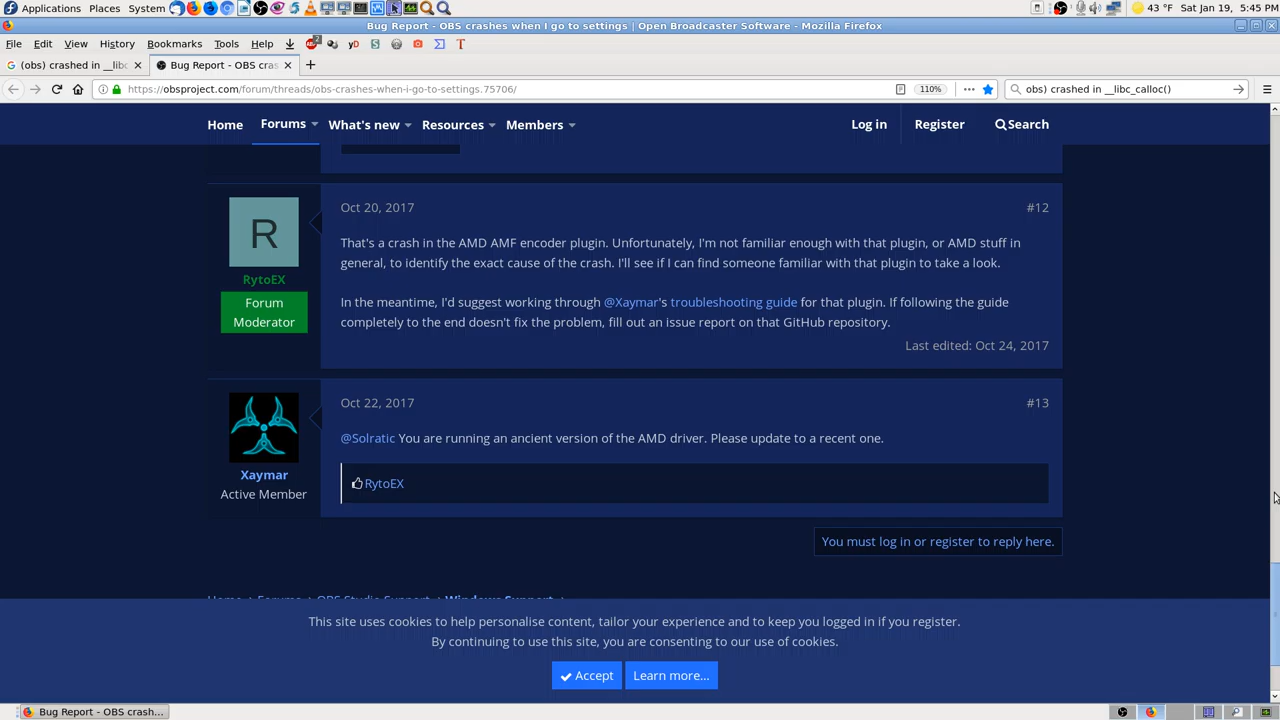 Applications Places System 43 °F Sat Jan 19, 5:45 PM
Bug Report - OBS crashes when I go to settings | Open Broadcaster Software - Mozilla Firefox
File Edit View History Bookmarks Tools Help 2 yD T
(obs) crashed in __libc Bug Report - OBS cras
https://obsproject.com/forum/threads/obs-crashes-when-i-go-to-settings.75706/ 110% obs) crashed in __libc_calloc()
Home Forums What's new Resources Members Log in Register Search
Oct 20, 2017 #12
R
That's a crash in the AMD AMF encoder plugin. Unfortunately, I'm not familiar enough with that plugin, or AMD stuff in
general, to identify the exact cause of the crash. I'll see if I can find someone familiar with that plugin to take a look.
RytoEX
Forum
Moderator
In the meantime, I'd suggest working through @Xaymar's troubleshooting guide for that plugin. If following the guide
completely to the end doesn't fix the problem, fill out an issue report on that GitHub repository.
Last edited: Oct 24, 2017
Oct 22, 2017 #13
@Solratic You are running an ancient version of the AMD driver. Please update to a recent one.
Xaymar
Active Member
RytoEX
You must log in or register to reply here.
Home Forums OBS Studio Support Windows Support
This site uses cookies to help personalise content, tailor your experience and to keep you logged in if you register.
By continuing to use this site, you are consenting to our use of cookies.
Accept Learn more...
Bug Report - OBS crash...